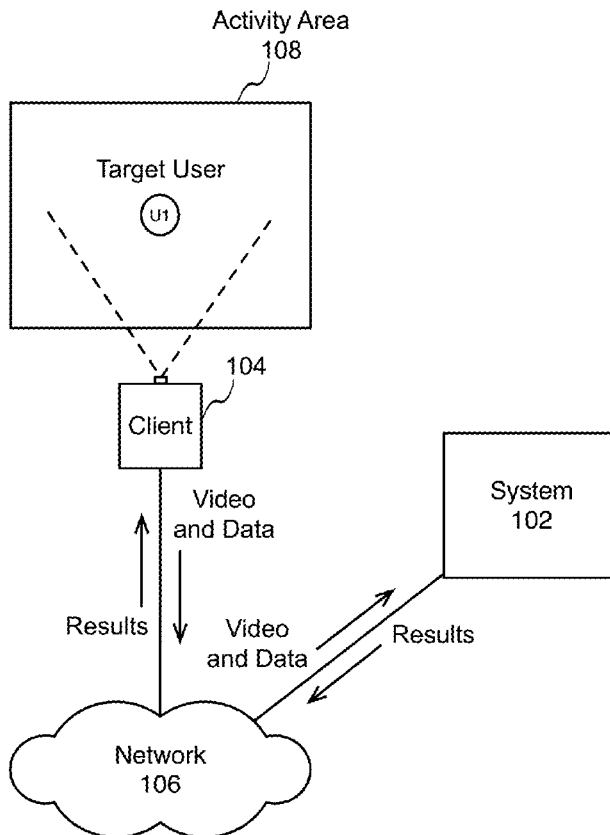 Activity Area
108
Target User
U1
104
Client
Video
and Data
Results
System
102
Video
and Data
Results
Network
106